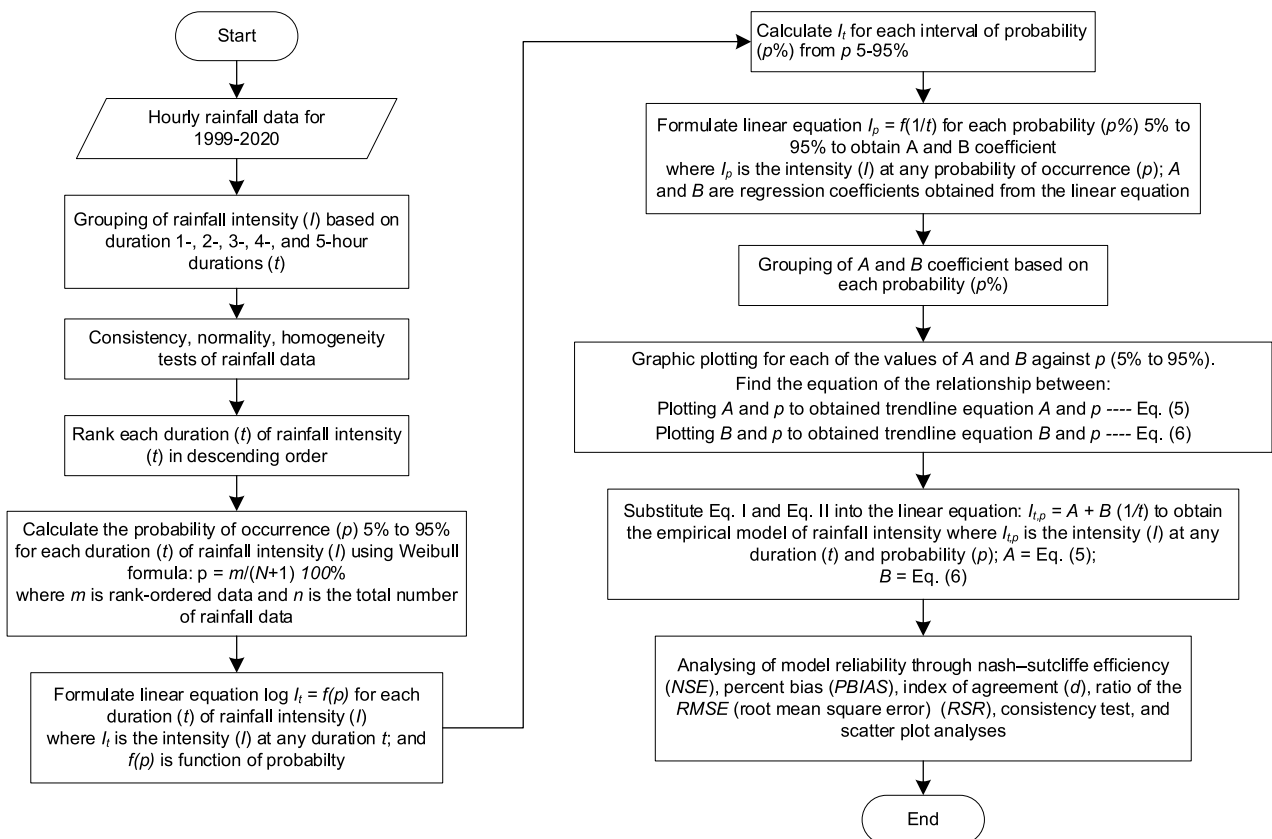 Start
Hourly rainfall data for
1999-2020
Grouping of rainfall intensity (I) based on
duration 1-, 2-, 3-, 4-, and 5-hour
durations (t)
Consistency, normality, homogeneity
tests of rainfall data
Rank each duration (t) of rainfall intensity
(t) in descending order
Calculate the probability of occurrence (p) 5% to 95%
for each duration (t) of rainfall intensity (I) using Weibull
formula: p = m/(N+1) 100%
where m is rank-ordered data and n is the total number
of rainfall data
Formulate linear equation log It = f(p) for each
duration (t) of rainfall intensity (I)
where It is the intensity (I) at any duration t; and
f(p) is function of probabilty
Calculate It for each interval of probability
(p%) from p 5-95%
Formulate linear equation Ip = f(1/t) for each probability (p%) 5% to
95% to obtain A and B coefficient
where Ip is the intensity (I) at any probability of occurrence (p); A
and B are regression coefficients obtained from the linear equation
Grouping of A and B coefficient based on
each probability (p%)
Graphic plotting for each of the values of A and B against p (5% to 95%).
Find the equation of the relationship between:
Plotting A and p to obtained trendline equation A and p ---- Eq. (5)
Plotting B and p to obtained trendline equation B and p ---- Eq. (6)
Substitute Eq. I and Eq. II into the linear equation: It,p = A + B (1/t) to obtain
the empirical model of rainfall intensity where It,p is the intensity (I) at any
duration (t) and probability (p); A = Eq. (5);
B = Eq. (6)
Analysing of model reliability through nash–sutcliffe efficiency
(NSE), percent bias (PBIAS), index of agreement (d), ratio of the
RMSE (root mean square error) (RSR), consistency test, and
scatter plot analyses
End